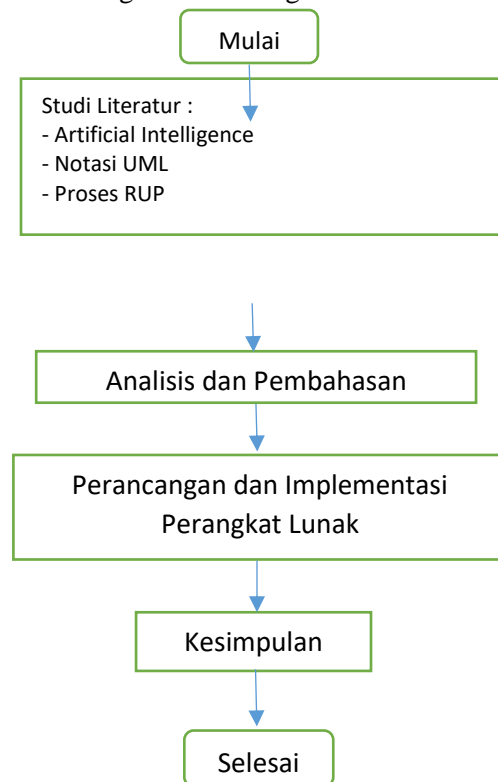 Mulai
Studi Literatur :
- Artificial Intelligence
- Notasi UML
- Proses RUP
Analisis dan Pembahasan
Perancangan dan Implementasi
Perangkat Lunak
Kesimpulan
Selesai